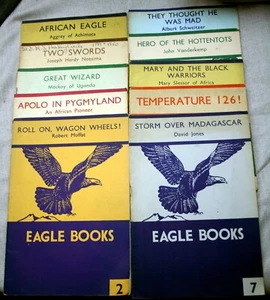 AFRICAN EAGLE
Aggrey of Achimota
TWO SWORDS
Joseph Hardy Neesima
GREAT WIZARD
Mackay of Uganda
APOLO IN PYGMYLAND
An African Pioneer
ROLL ON, WAGON WHEELS!
Robert Moffat
EAGLE BOOKS
2
THEY THOUGHT HE
WAS MAD
Albert Schweitzer
HERO OF THE HOTTENTOTS
John Vanderkemp
MARY AND THE BLACK
WARRIORS
Mary Slessor of Africa
TEMPERATURE 126!
STORM OVER MADAGASCAR
David Jones
EAGLE BOOKS
7